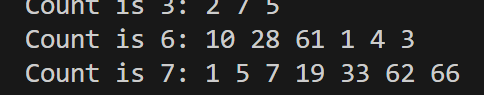 Count is 3: 2 7 5
Count is 6: 10 28 61 1 4 3
Count is 7: 1 5 7 19 33 62 66